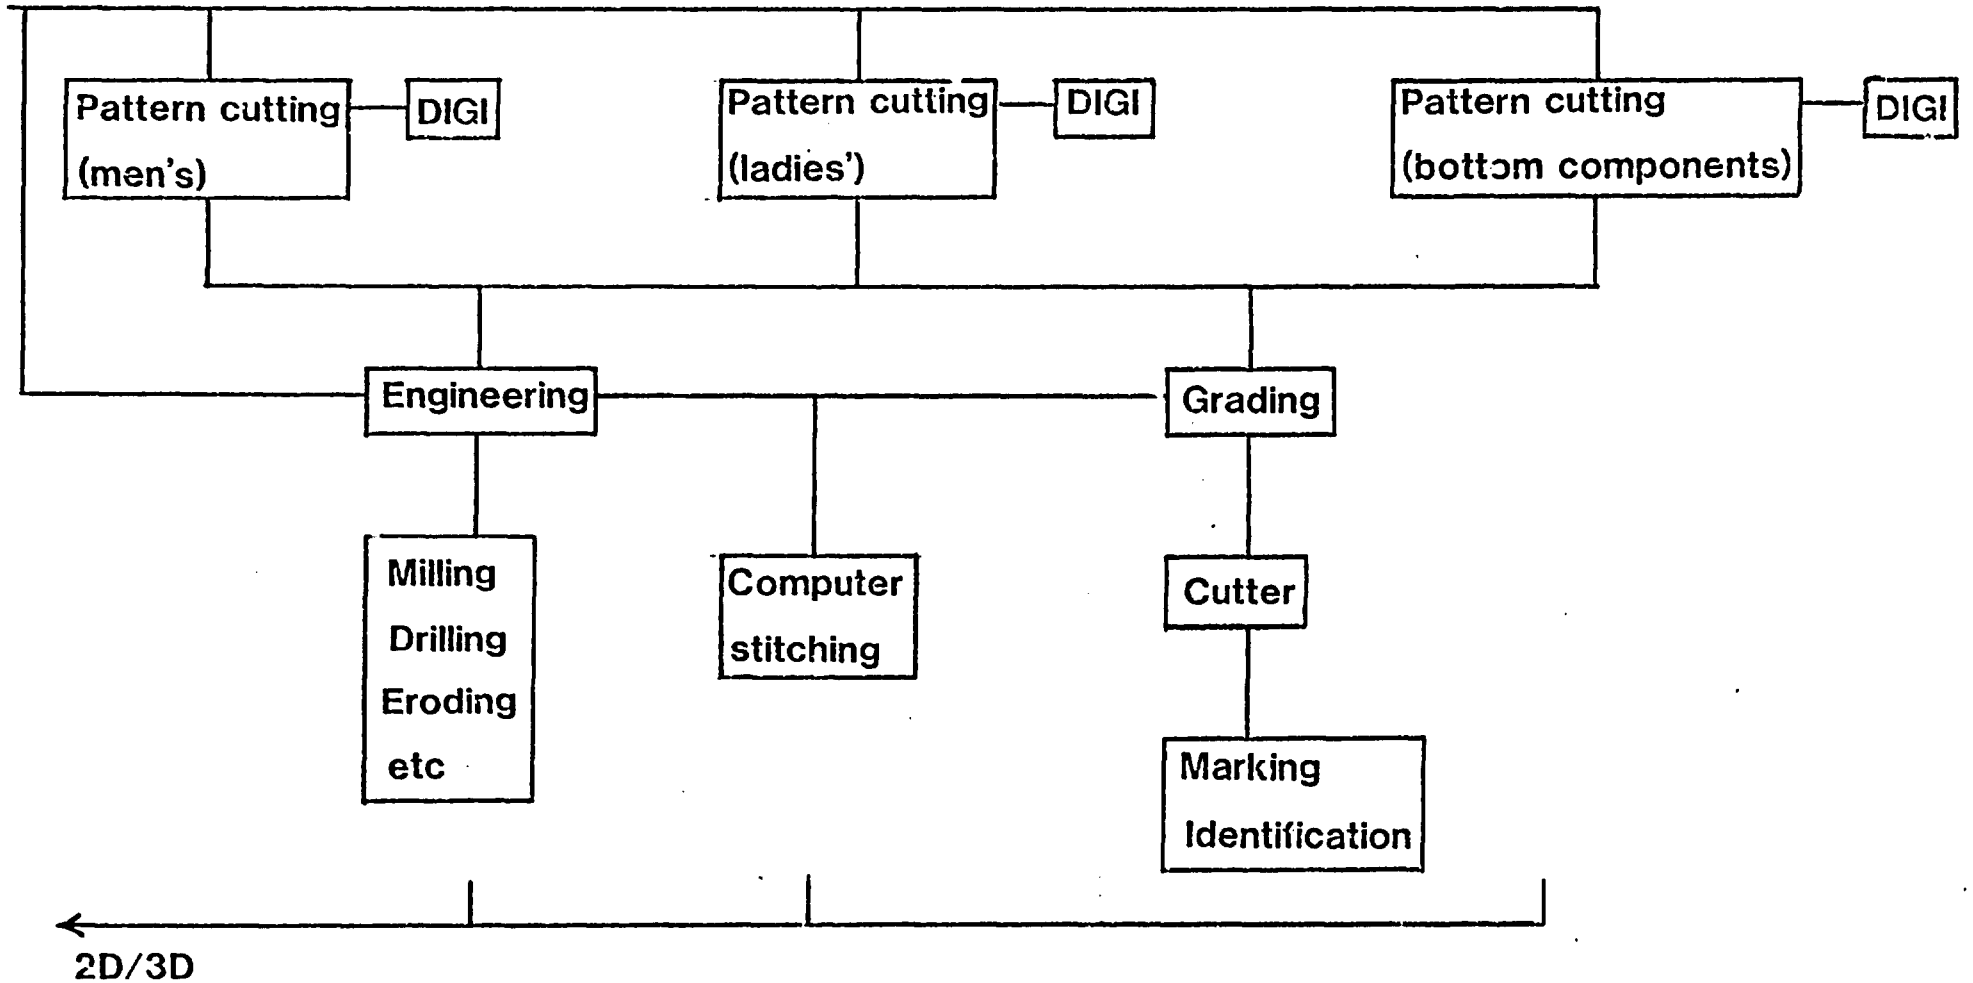 Pattern cutting
(men's)
DIGI
Pattern cutting
(ladies')
DIGI
Pattern cutting
(bottom components)
DIGI
Engineering
Grading
Milling
Drilling
Eroding
etc
Computer
stitching
Cutter
Marking
Identification
2D/3D